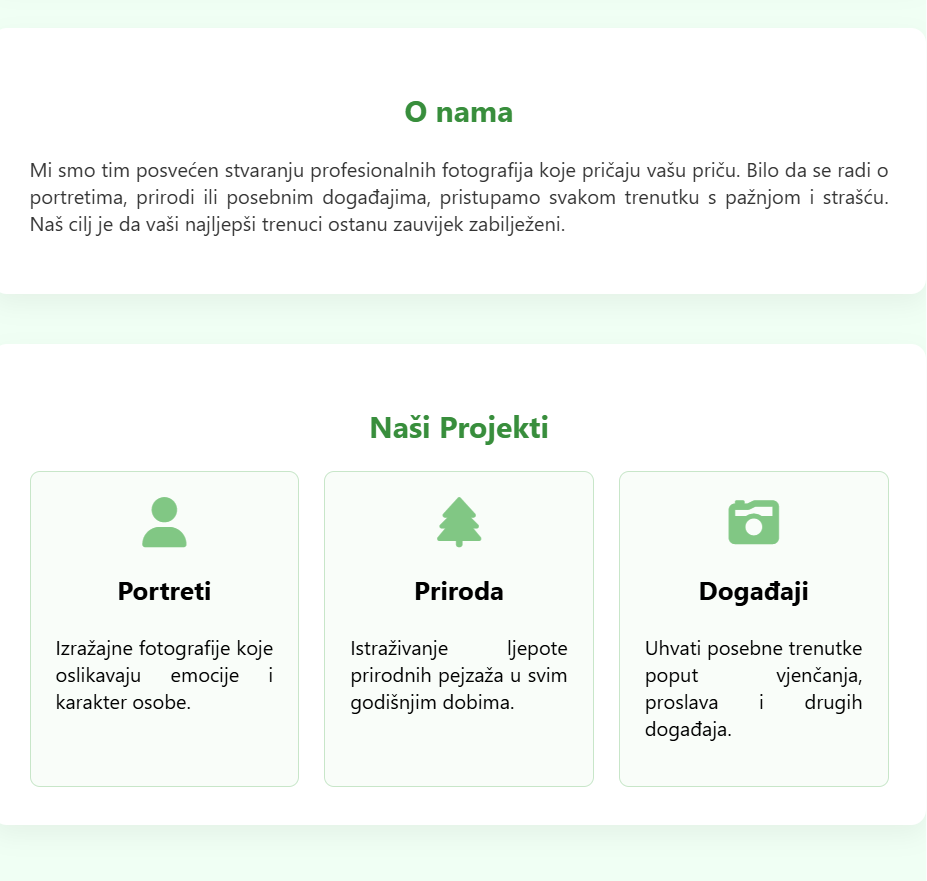 O nama
Mi smo tim posvećen stvaranju profesionalnih fotografija koje pričaju vašu priču. Bilo da se radi o
portretima, prirodi ili posebnim događajima, pristupamo svakom trenutku s pažnjom i strašću.
Naš cilj je da vaši najljepši trenuci ostanu zauvijek zabilježeni.
Naši Projekti
Portreti
Izražajne fotografije koje
oslikavaju emocije i
karakter osobe.
Priroda
Istraživanje ljepote
prirodnih pejzaža u svim
godišnjim dobima.
Događaji
Uhvati posebne trenutke
poput vjenčanja,
proslava i drugih
događaja.